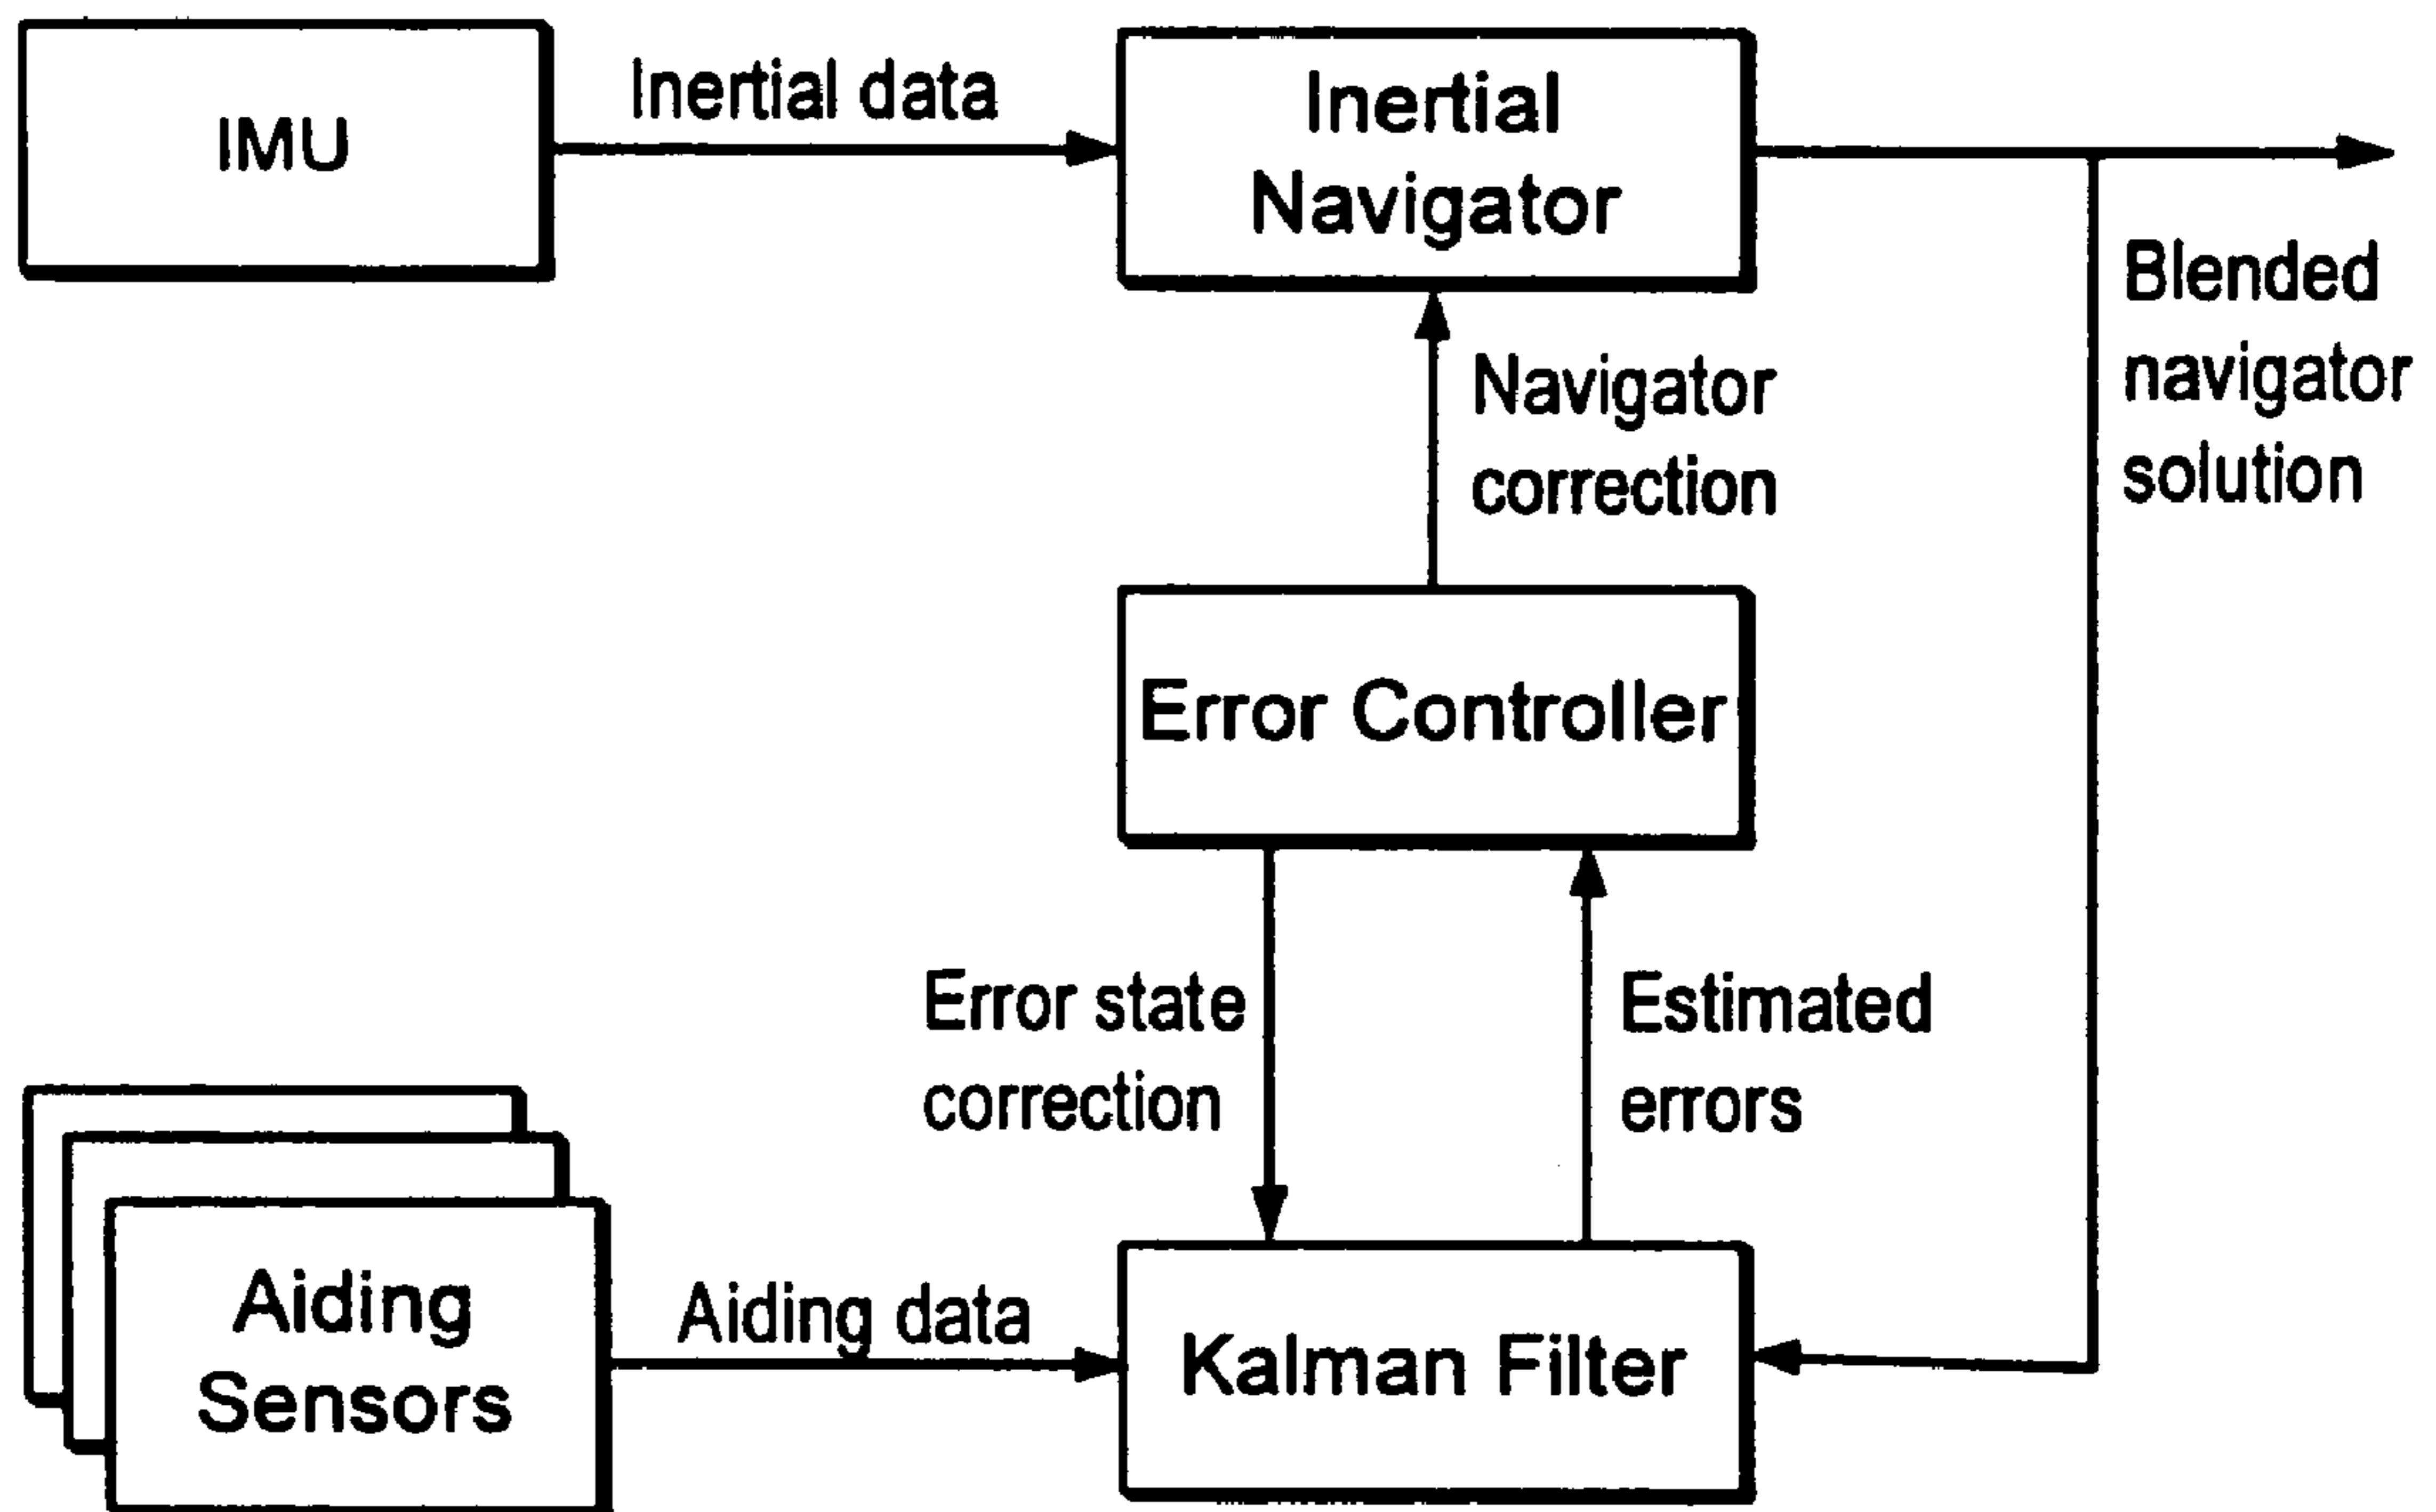 IMU
Inertial data
Inertial
Navigator
Blended
navigator
solution
Navigator
correction
Error Controller
Error state
correction
Estimated
errors
Aiding
Sensors
Aiding data
Kalman Filter